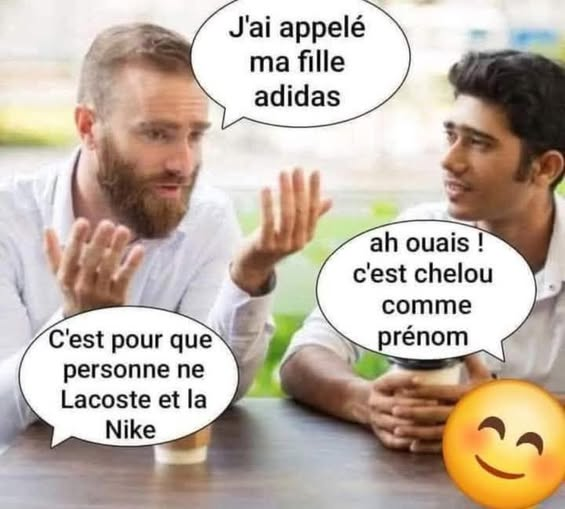 J'ai appelé
ma fille
adidas
ah ouais !
c'est chelou
comme
prénom
C'est pour que
personne ne
Lacoste et la
Nike